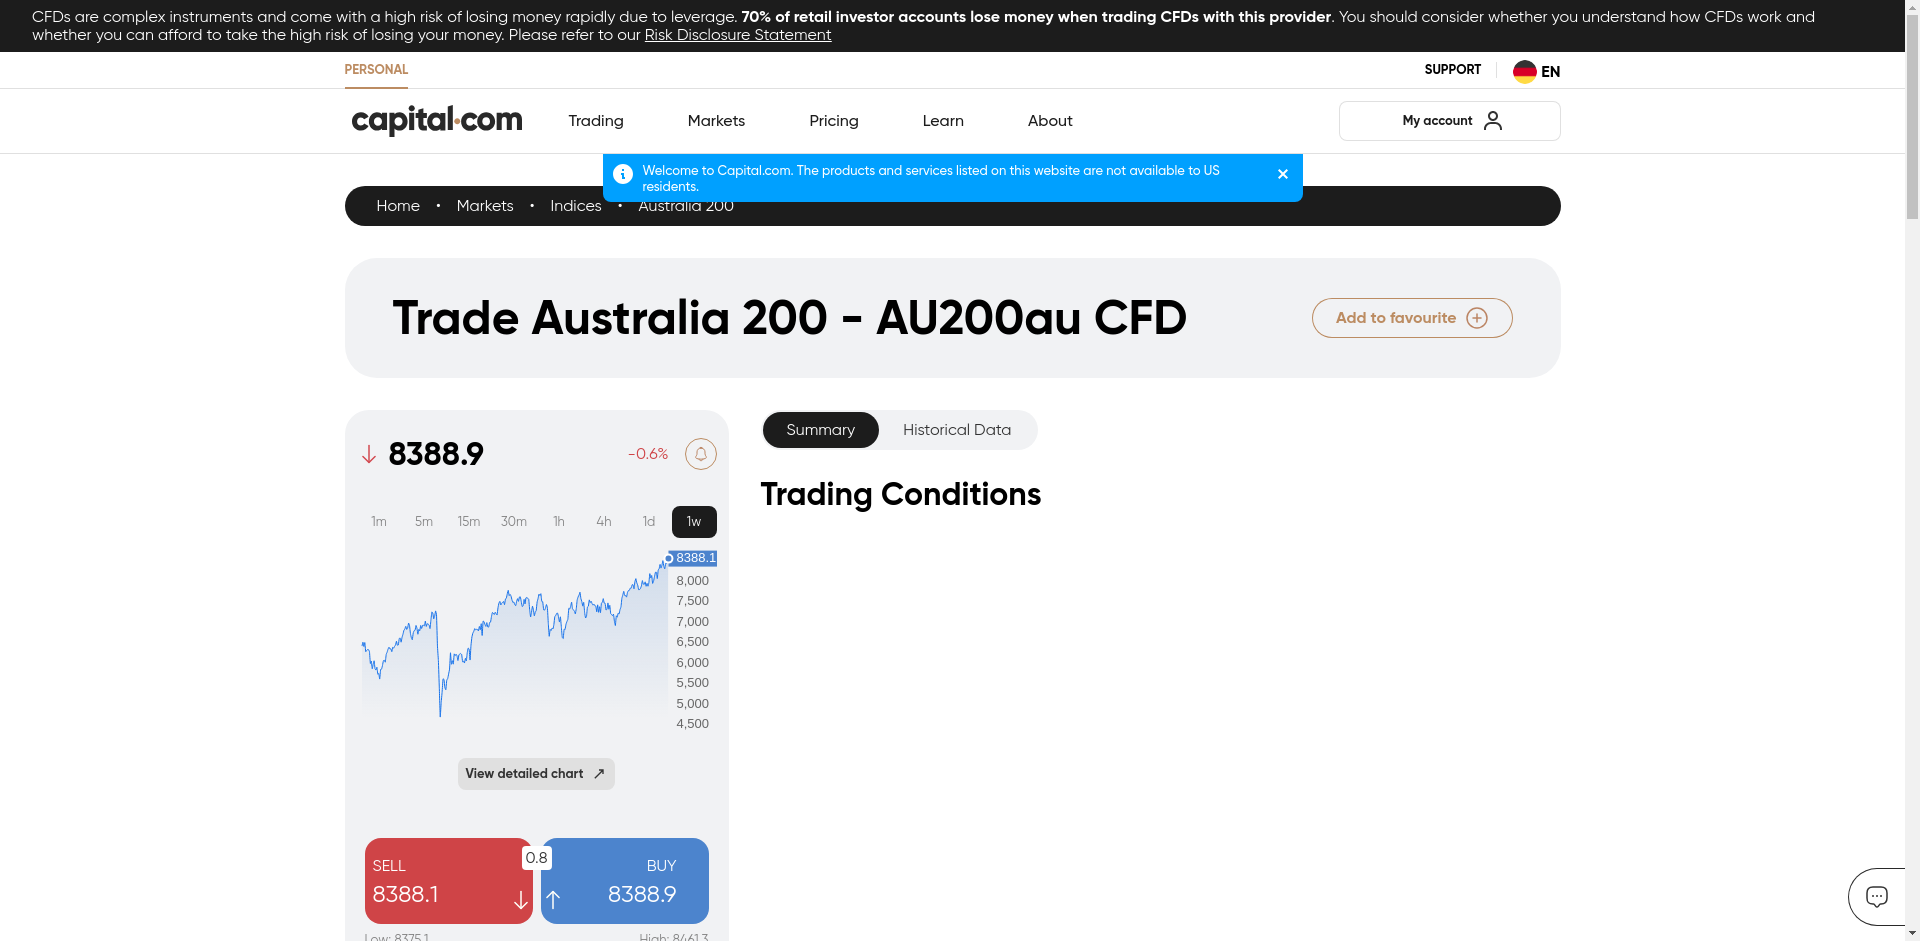 CFDs are complex instruments and come with a high risk of losing money rapidly due to leverage. 70% of retail investor accounts lose money when trading CFDs with this provider. You should consider whether you understand how CFDs work and
whether you can afford to take the high risk of losing your money. Please refer to our Risk Disclosure Statement
PERSONAL
SUPPORT
EN
capital.com
Trading
Markets
Pricing
Learn
About
My account
Welcome to Capital.com. The products and services listed on this website are not available to US
residents.
Home • Markets • Indices • Australia 200
Trade Australia 200 - AU200au CFD
Add to favourite
8388.9
-0.6%
Summary
Historical Data
Trading Conditions
1m 5m 15m 30m 1h 4h 1d 1w
8388.1
8,000
7,500
7,000
6,500
6,000
5,500
5,000
4,500
View detailed chart
SELL
8388.1
0.8
BUY
8388.9
Low: 8375.1
High: 8461.3